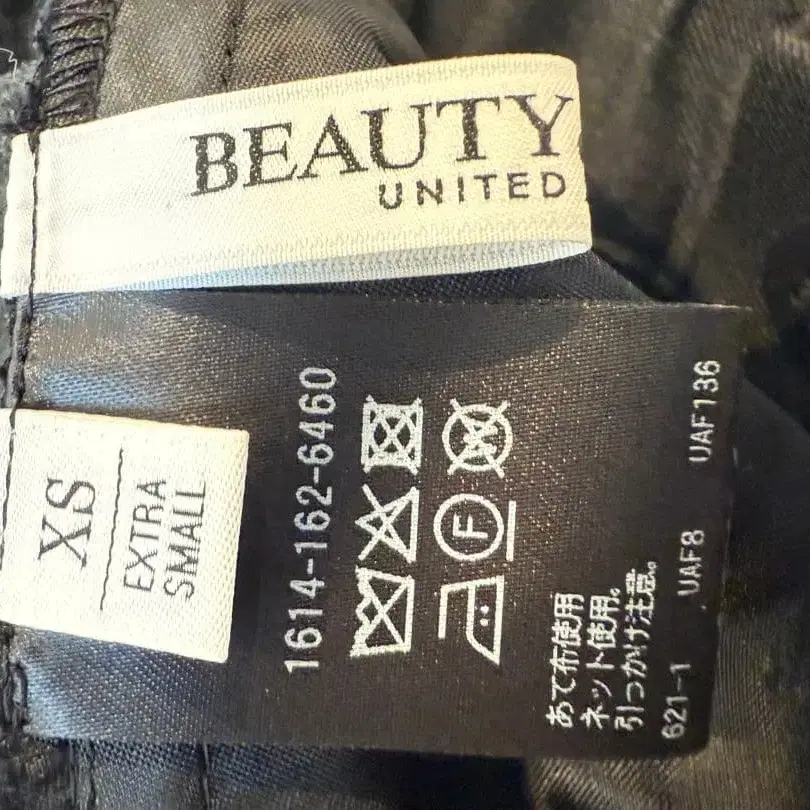 BEAUTY
UNITED
XS
EXTRA
SMALL
1614-162-6460
W
F
あて布使用
ネット使用。
引っかけ注意。
621-1 UAF8 UAF136